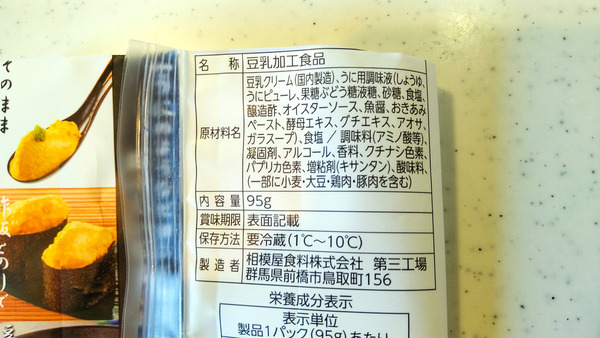 そのまま
名称 豆乳加工食品
原材料名
豆乳クリーム(国内製造)、うに用調味液(しょうゆ、
うにピューレ、果糖ぶどう糖液糖、砂糖、食塩、
醸造酢、オイスターソース、魚醤、おきあみ
ペースト、酵母エキス、グチエキス、アオサ、
ガラスープ)、食塩／調味料(アミノ酸等)、
凝固剤、アルコール、香料、クチナシ色素、
パプリカ色素、増粘剤(キサンタン)、酸味料、
(一部に小麦・大豆・鶏肉・豚肉を含む)
内容量 95g
賞味期限 表面記載
保存方法 要冷蔵(1℃～10℃)
製造者 相模屋食料株式会社 第三工場
群馬県前橋市鳥取町156
栄養成分表示
表示単位
製品1パック(95g)あたり